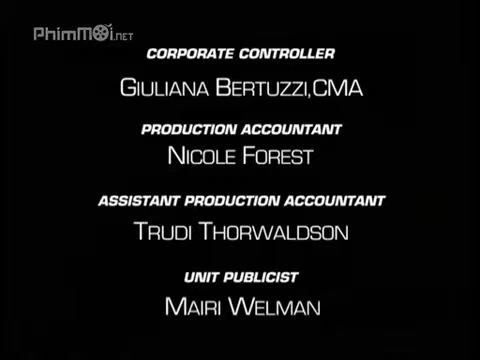 PHIMMOI.NET
CORPORATE CONTROLLER
GIULIANA BERTUZZI,CMA
PRODUCTION ACCOUNTANT
NICOLE FOREST
ASSISTANT PRODUCTION ACCOUNTANT
TRUDI THORWALDSON
UNIT PUBLICIST
MAIRI WELMAN